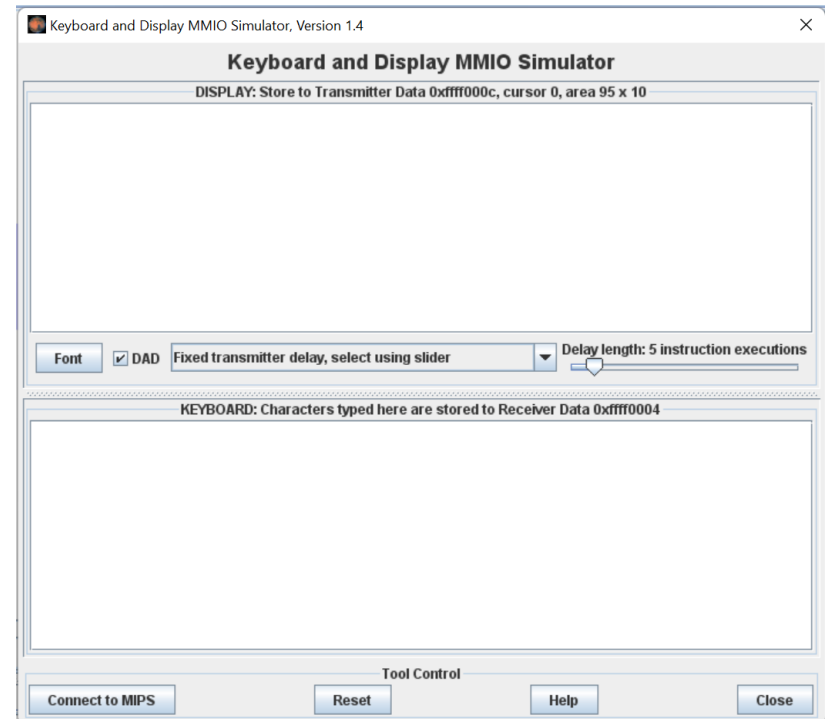 Keyboard and Display MMIO Simulator, Version 1.4
Keyboard and Display MMIO Simulator
DISPLAY: Store to Transmitter Data 0xffff000c, cursor 0, area 95 x 10
Font
DAD
Fixed transmitter delay, select using slider
Delay length: 5 instruction executions
KEYBOARD: Characters typed here are stored to Receiver Data 0xffff0004
Tool Control
Connect to MIPS
Reset
Help
Close